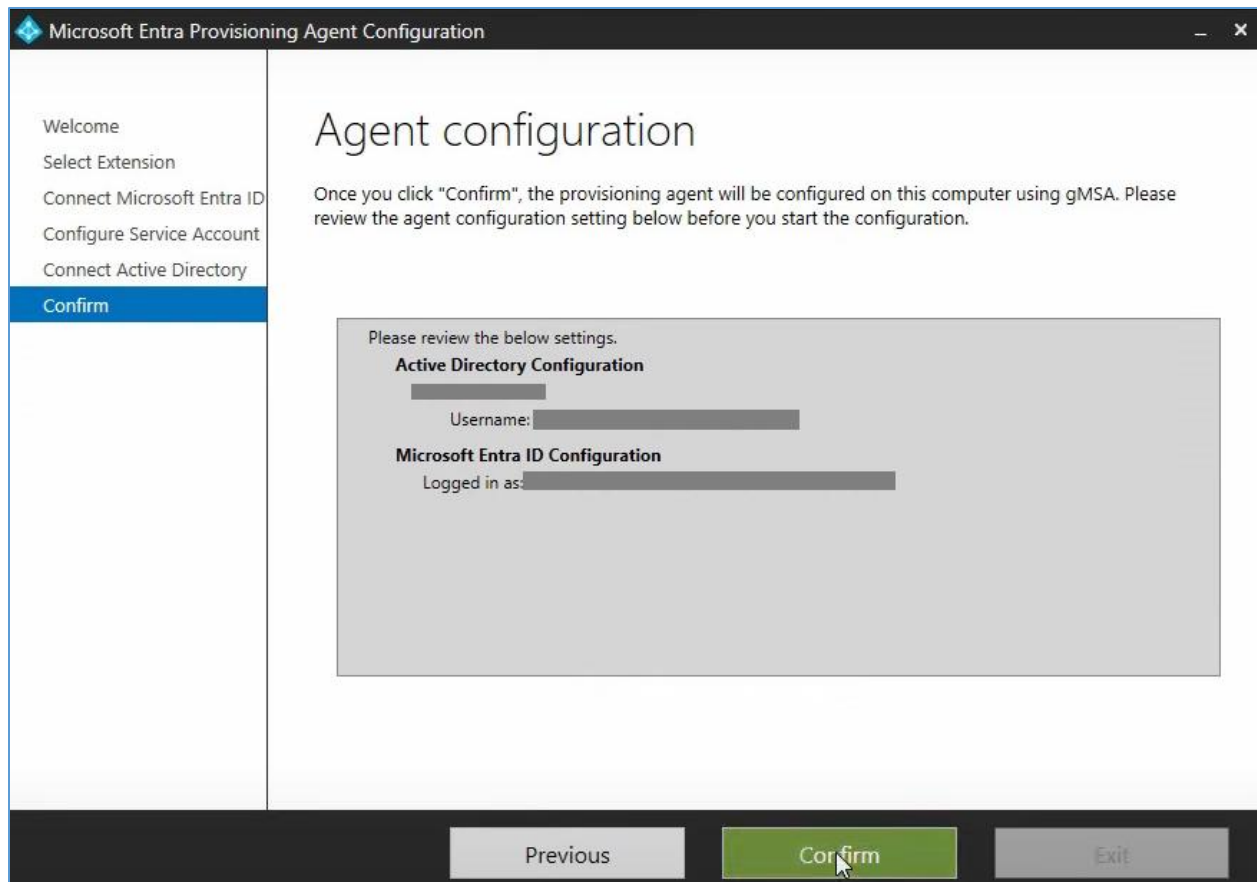 Microsoft Entra Provisioning Agent Configuration
Welcome
Select Extension
Connect Microsoft Entra ID
Configure Service Account
Connect Active Directory
Confirm
Agent configuration
Once you click "Confirm", the provisioning agent will be configured on this computer using gMSA. Please
review the agent configuration setting below before you start the configuration.
Please review the below settings.
Active Directory Configuration
Username:
Microsoft Entra ID Configuration
Logged in as:
Previous
Confirm
Exit